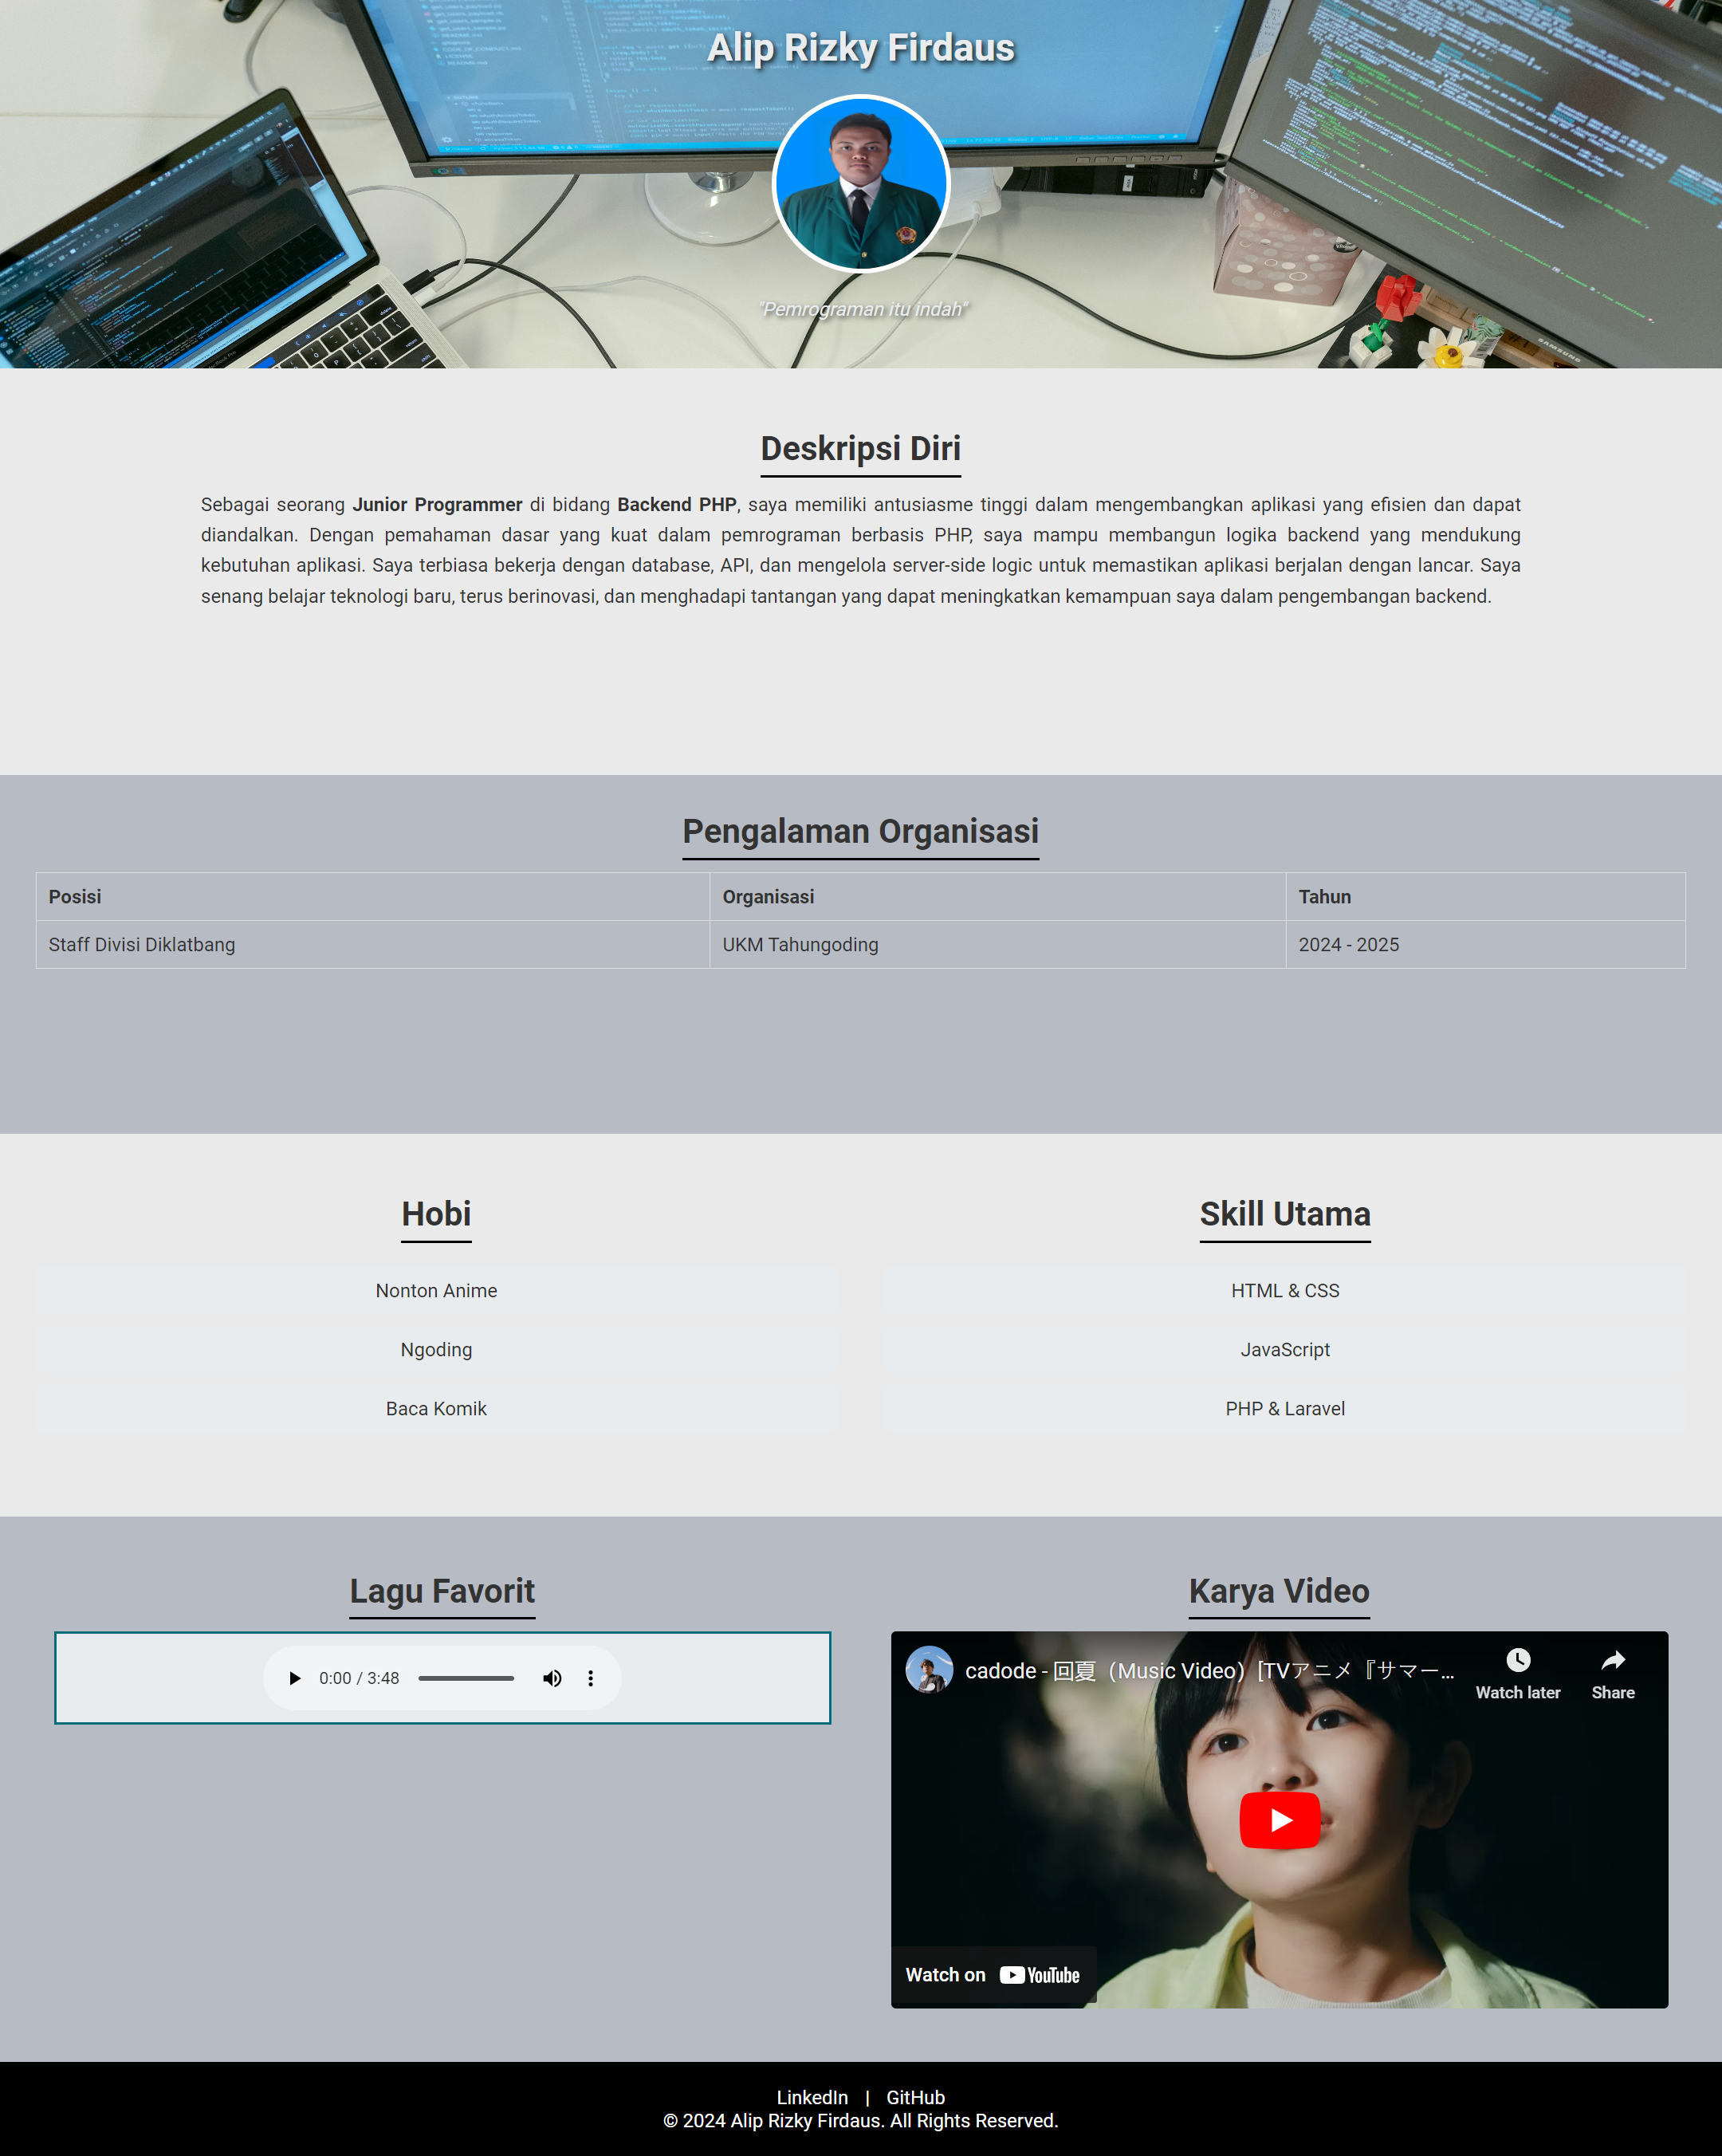 Alip Rizky Firdaus
"Pemrograman itu indah"
SAMSUNG
Deskripsi Diri
Sebagai seorang Junior Programmer di bidang Backend PHP, saya memiliki antusiasme tinggi dalam mengembangkan aplikasi yang efisien dan dapat
diandalkan. Dengan pemahaman dasar yang kuat dalam pemrograman berbasis PHP, saya mampu membangun logika backend yang mendukung
kebutuhan aplikasi. Saya terbiasa bekerja dengan database, API, dan mengelola server-side logic untuk memastikan aplikasi berjalan dengan lancar. Saya
senang belajar teknologi baru, terus berinovasi, dan menghadapi tantangan yang dapat meningkatkan kemampuan saya dalam pengembangan backend.
Pengalaman Organisasi
Posisi Organisasi Tahun
Staff Divisi Diklatbang UKM Tahungoding 2024 - 2025
Hobi
Nonton Anime
Ngoding
Baca Komik
Skill Utama
HTML & CSS
JavaScript
PHP & Laravel
Lagu Favorit
0:00 / 3:48
Karya Video
cadode - 回夏（Music Video）[TVアニメ『サマー...
Watch later
Share
Watch on YouTube
LinkedIn | GitHub
© 2024 Alip Rizky Firdaus. All Rights Reserved.